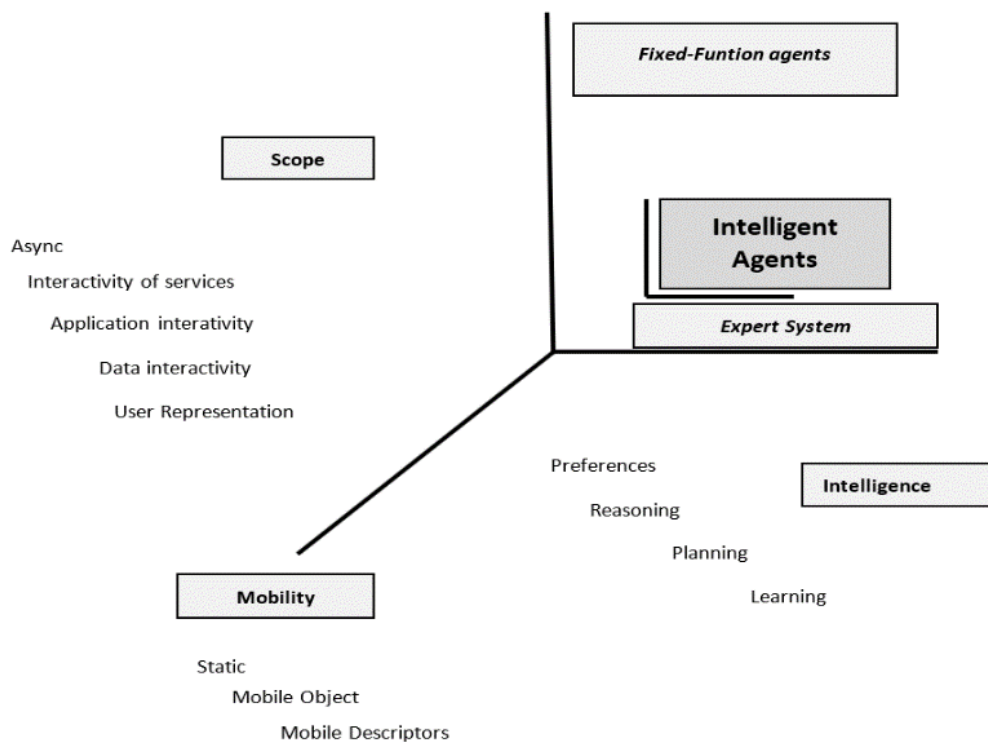 Fixed-Funtion agents
Scope
Intelligent
Agents
Async
Interactivity of services
Application interativity
Expert System
Data interactivity
User Representation
Preferences
Intelligence
Reasoning
Planning
Mobility
Learning
Static
Mobile Object
Mobile Descriptors